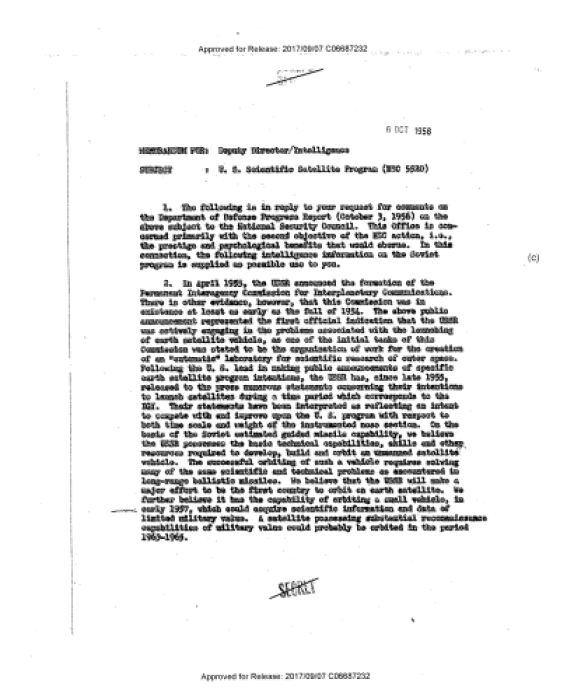 Approved for Release: 2017/09/07 C06687232
SECRET
6 OCT 1956
MEMORANDUM FOR: Deputy Director/Intelligence
SUBJECT : U. S. Scientific Satellite Program (NSC 5520)
1. The following is in reply to your request for comments on
the Department of Defense Progress Report (October 3, 1956) on the
above subject to the National Security Council. This Office is con-
cerned primarily with the second objective of the NSC action, i.e.,
the prestige and psychological benefits that would accrue. In this
connection, the following intelligence information on the Soviet
program is supplied as possible use to you.
(c)
2. In April 1955, the USSR announced the formation of the
Permanent Interagency Commission for Interplanetary Communications.
There is other evidence, however, that this Commission was in
existence at least as early as the fall of 1954. The above public
announcement represented the first official indication that the USSR
was actively engaging in the problems associated with the launching
of earth satellite vehicle, as one of the initial tasks of this
Commission was stated to be the organization of work for the creation
of an "automatic" laboratory for scientific research of outer space.
Following the U. S. lead in making public announcements of specific
earth satellite program intentions, the USSR has, since late 1955,
released to the press numerous statements concerning their intentions
to launch satellites during a time period which corresponds to the
IGY. Their statements have been interpreted as reflecting an intent
to compete with and improve upon the U. S. program with respect to
both time scale and weight of the instrumented nose section. On the
basis of the Soviet estimated guided missile capability, we believe
the USSR possesses the basic technical capabilities, skills and other
resources required to develop, build and orbit an unmanned satellite
vehicle. The successful orbiting of such a vehicle requires solving
many of the same scientific and technical problems as encountered in
long-range ballistic missiles. We believe that the USSR will make a
major effort to be the first country to orbit an earth satellite. We
further believe it has the capability of orbiting a small vehicle, in
early 1957, which could acquire scientific information and data of
limited military value. A satellite possessing substantial reconnaissance
capabilities of military value could probably be orbited in the period
1963-1965.
SECRET
Approved for Release: 2017/09/07 C06687232